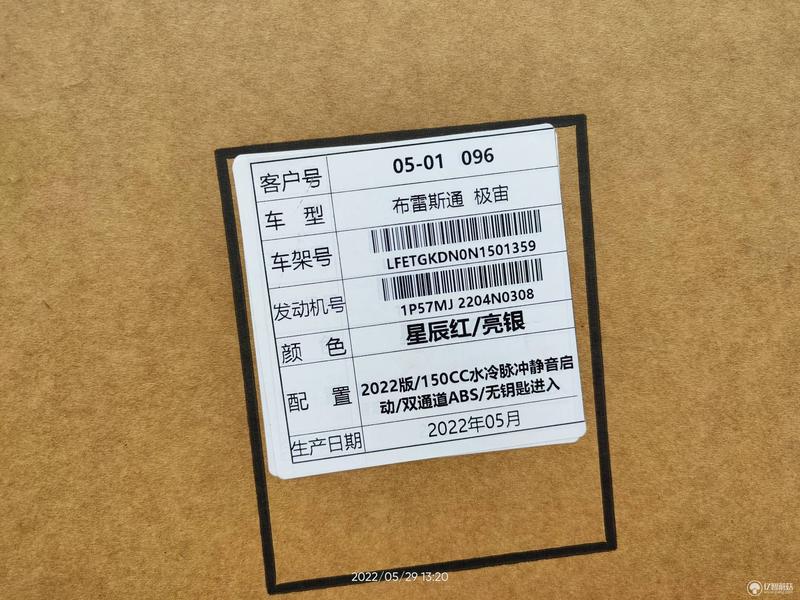 客户号 05-01 096
车 型 布雷斯通 极宙
车架号 LFETGKDN0N1501359
发动机号 1P57MJ 2204N0308
颜 色 星辰红/亮银
配 置 2022版/150CC水冷脉冲静音启
动/双通道ABS/无钥匙进入
生产日期 2022年05月
2022/05/29 13:20
亿智蘑菇